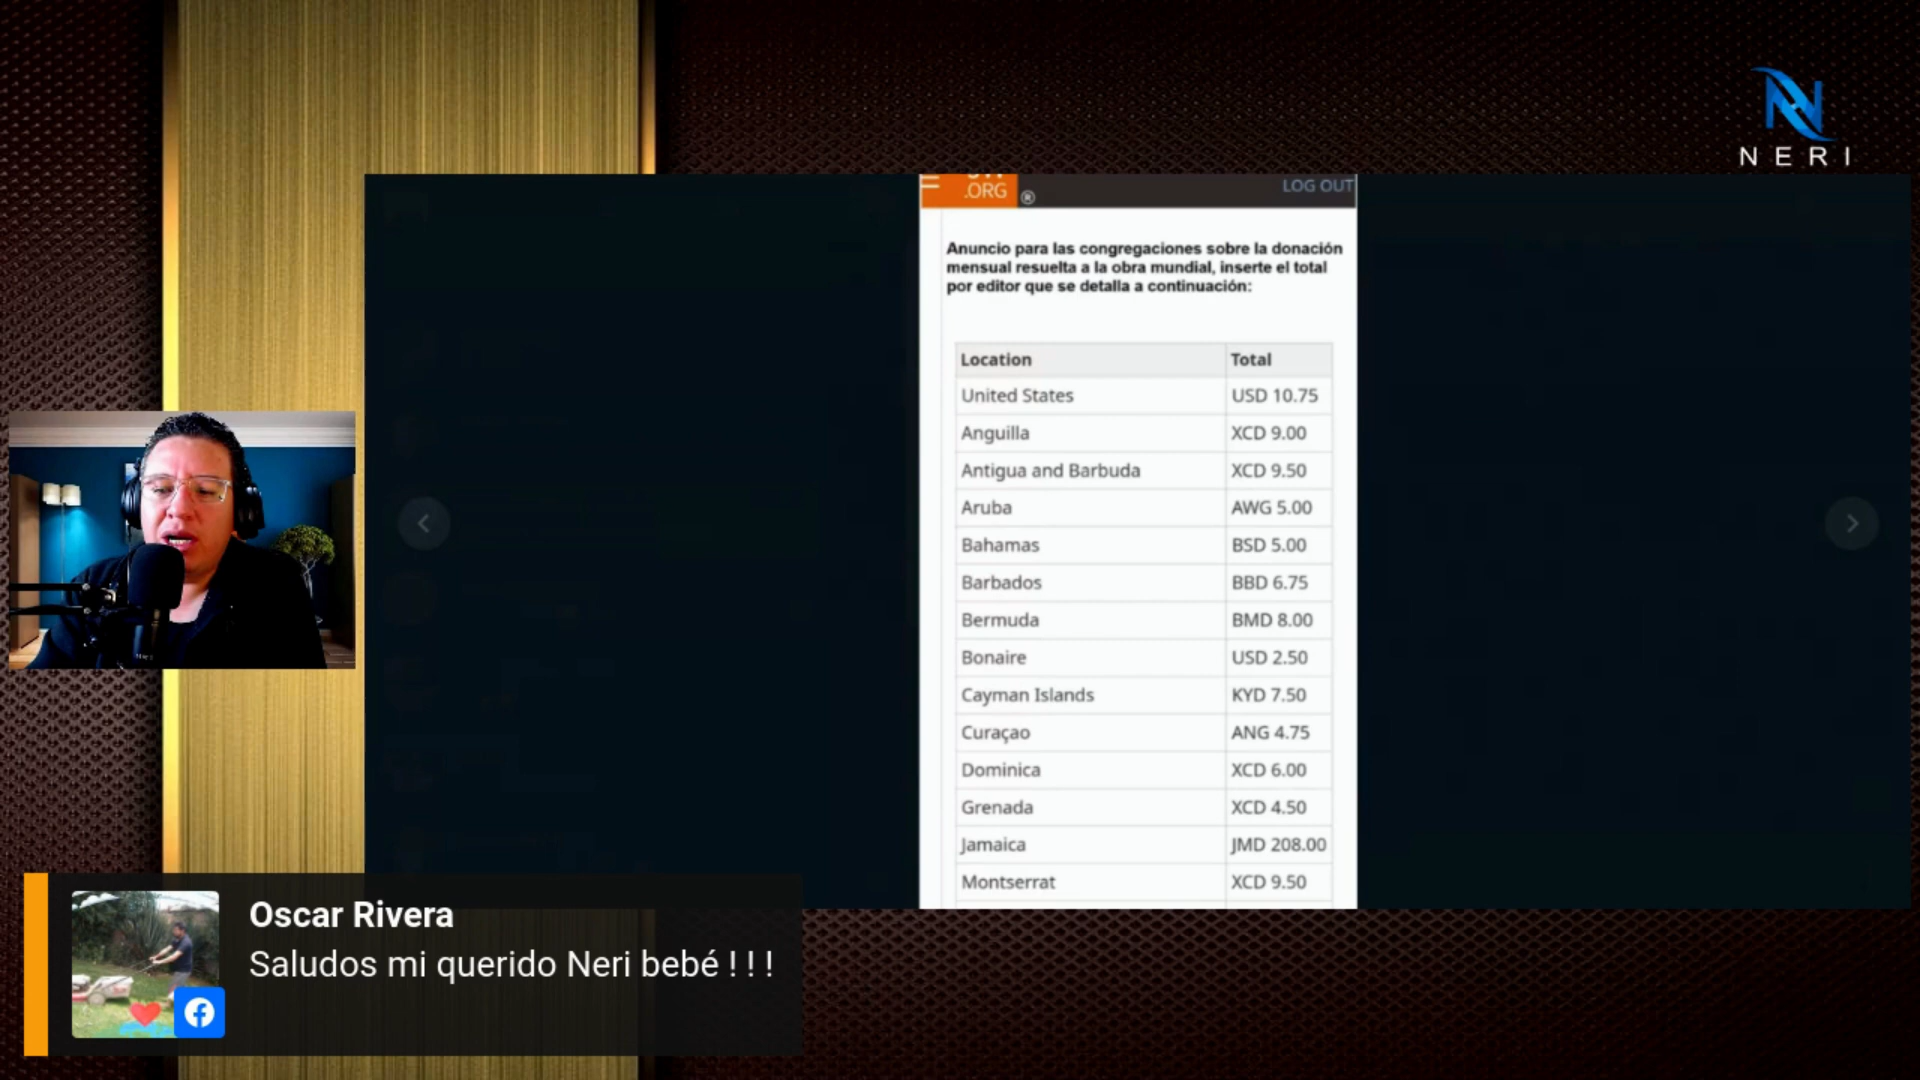 NERI
.ORG
LOG OUT
Anuncio para las congregaciones sobre la donación
mensual resuelta a la obra mundial, inserte el total
por editor que se detalla a continuación:
Location Total
United States USD 10.75
Anguilla XCD 9.00
Antigua and Barbuda XCD 9.50
Aruba AWG 5.00
Bahamas BSD 5.00
Barbados BBD 6.75
Bermuda BMD 8.00
Bonaire USD 2.50
Cayman Islands KYD 7.50
Curaçao ANG 4.75
Dominica XCD 6.00
Grenada XCD 4.50
Jamaica JMD 208.00
Montserrat XCD 9.50
Oscar Rivera
Saludos mi querido Neri bebé ! ! !